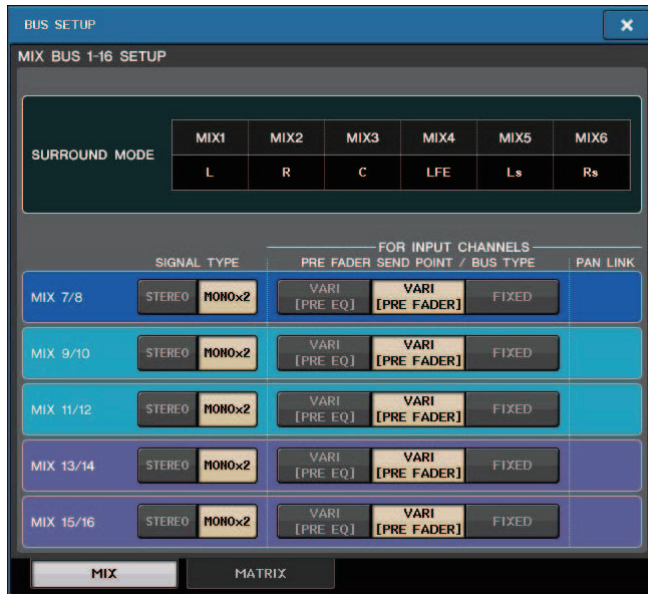 BUS SETUP ×
MIX BUS 1-16 SETUP
SURROUND MODE
MIX1 MIX2 MIX3 MIX4 MIX5 MIX6
L R C LFE Ls Rs
FOR INPUT CHANNELS
SIGNAL TYPE PRE FADER SEND POINT / BUS TYPE PAN LINK
MIX 7/8 STEREO MONOx2 VARI [PRE EQ] VARI [PRE FADER] FIXED
MIX 9/10 STEREO MONOx2 VARI [PRE EQ] VARI [PRE FADER] FIXED
MIX 11/12 STEREO MONOx2 VARI [PRE EQ] VARI [PRE FADER] FIXED
MIX 13/14 STEREO MONOx2 VARI [PRE EQ] VARI [PRE FADER] FIXED
MIX 15/16 STEREO MONOx2 VARI [PRE EQ] VARI [PRE FADER] FIXED
MIX MATRIX